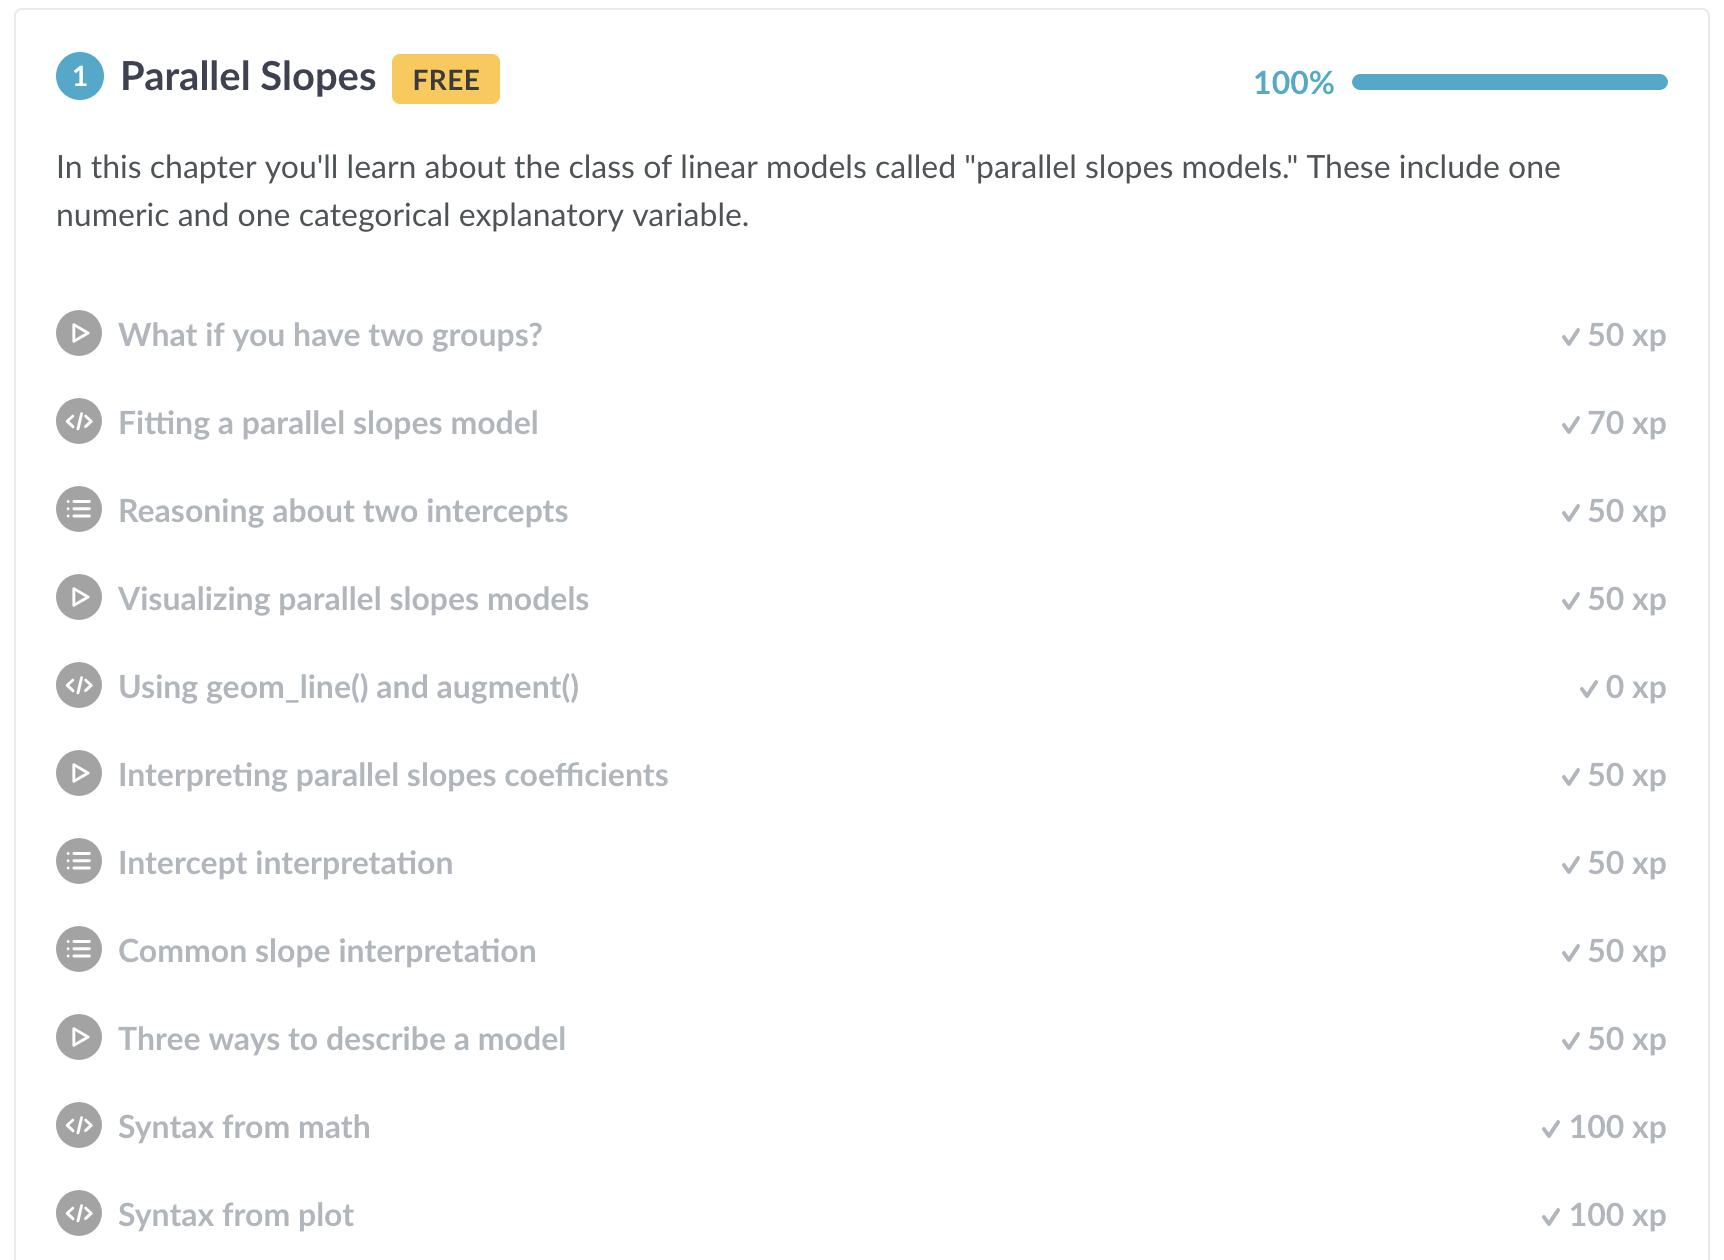 1 Parallel Slopes FREE 100%
In this chapter you'll learn about the class of linear models called "parallel slopes models." These include one
numeric and one categorical explanatory variable.
What if you have two groups? ✓ 50 xp
</> Fitting a parallel slopes model ✓ 70 xp
Reasoning about two intercepts ✓ 50 xp
Visualizing parallel slopes models ✓ 50 xp
</> Using geom_line() and augment() ✓ 0 xp
Interpreting parallel slopes coefficients ✓ 50 xp
Intercept interpretation ✓ 50 xp
Common slope interpretation ✓ 50 xp
Three ways to describe a model ✓ 50 xp
</> Syntax from math ✓ 100 xp
</> Syntax from plot ✓ 100 xp